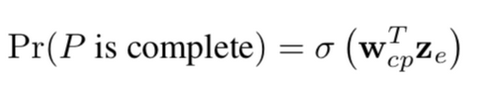 Pr(P is complete) = σ (w_{cp}^T z_e)